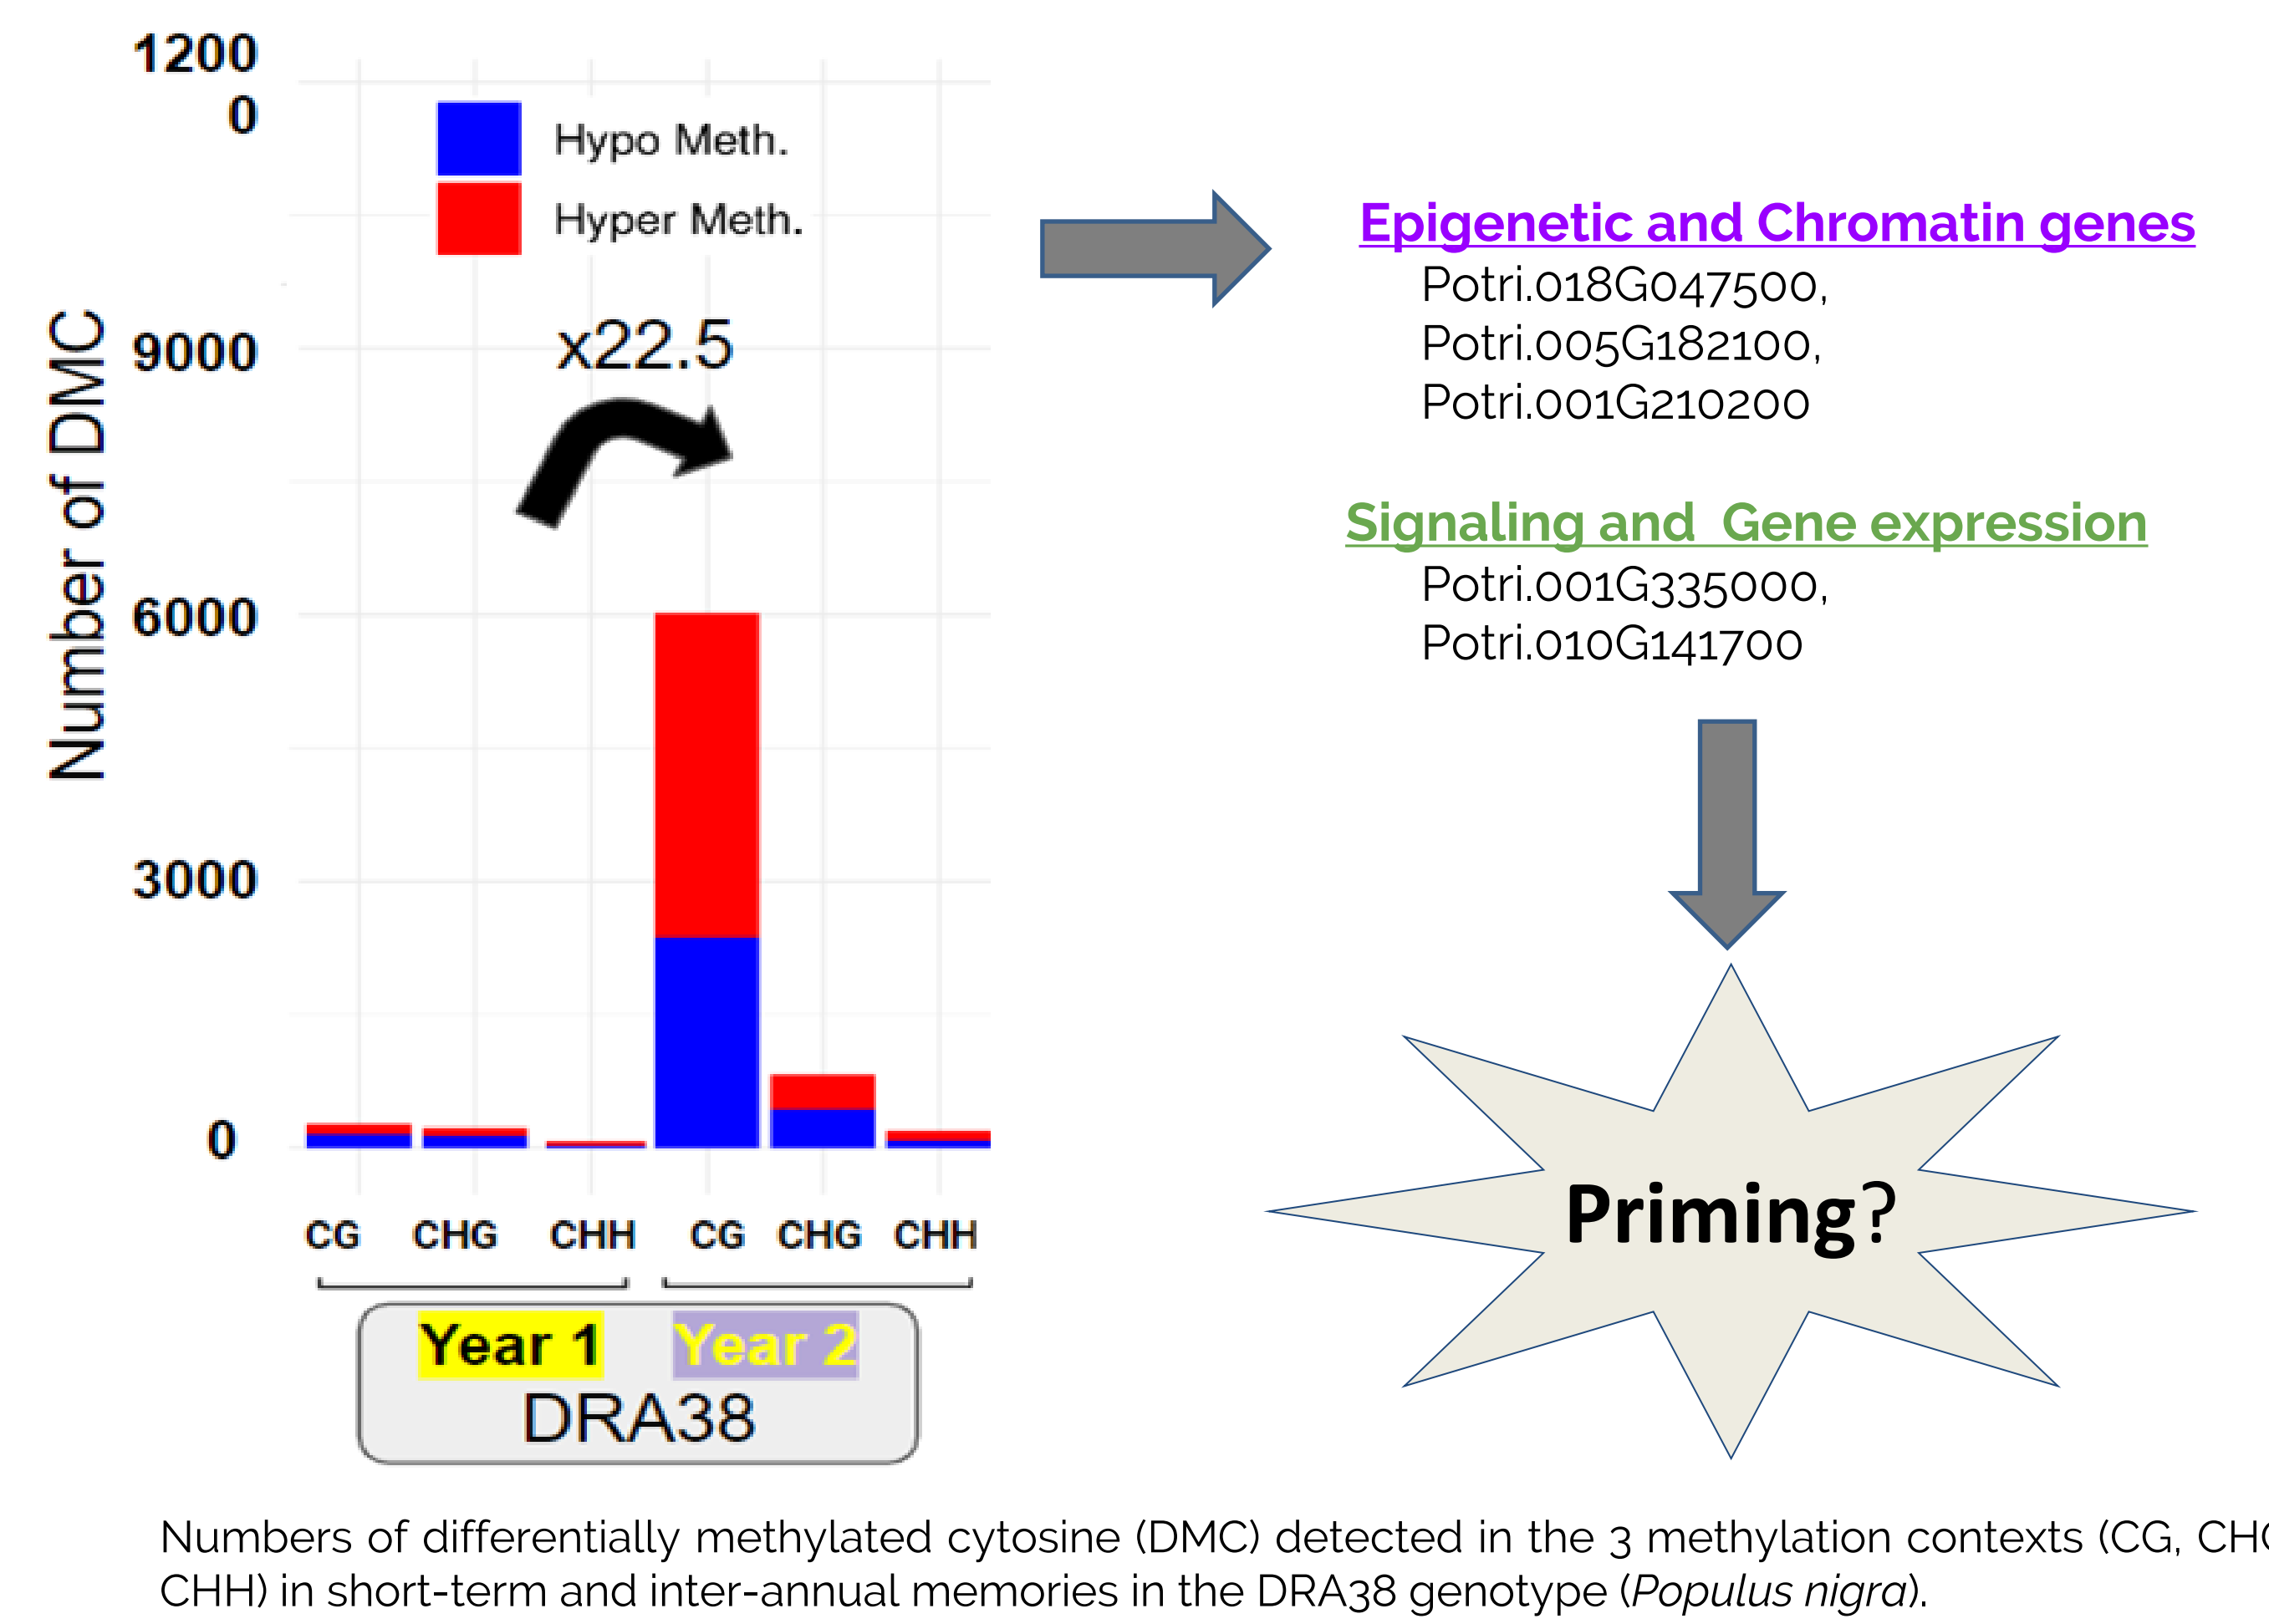 1200
0
Hypo Meth.
Hyper Meth.
x22.5
9000
6000
3000
0
Number of DMC
CG CHG CHH CG CHG CHH
Year 1 Year 2
DRA38
Epigenetic and Chromatin genes
Potri.018G047500,
Potri.005G182100,
Potri.001G210200
Signaling and Gene expression
Potri.001G335000,
Potri.010G141700
Priming?
Numbers of differentially methylated cytosine (DMC) detected in the 3 methylation contexts (CG,
CHH) in short-term and inter-annual memories in the DRA38 genotype (Populus nigra).